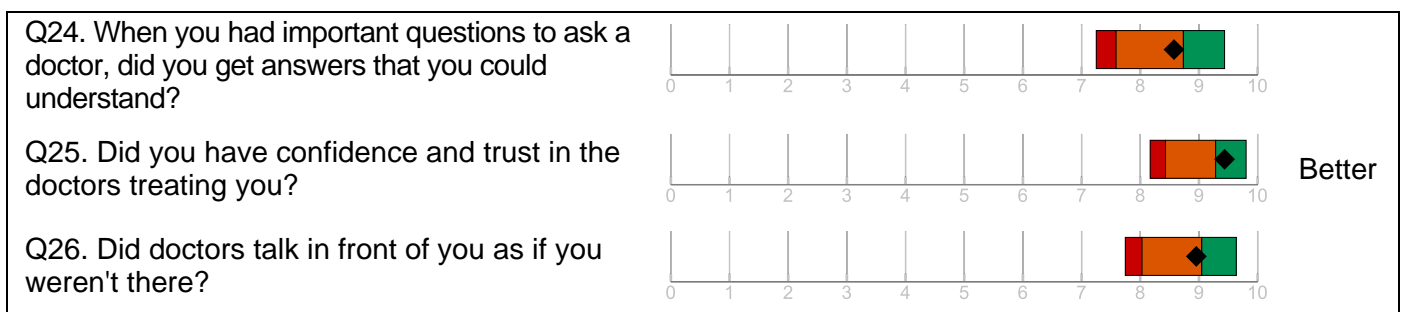 Q24. When you had important questions to ask a
doctor, did you get answers that you could
understand?
0 1 2 3 4 5 6 7 8 9 10
Q25. Did you have confidence and trust in the
doctors treating you?
Better
0 1 2 3 4 5 6 7 8 9 10
Q26. Did doctors talk in front of you as if you
weren't there?
0 1 2 3 4 5 6 7 8 9 10